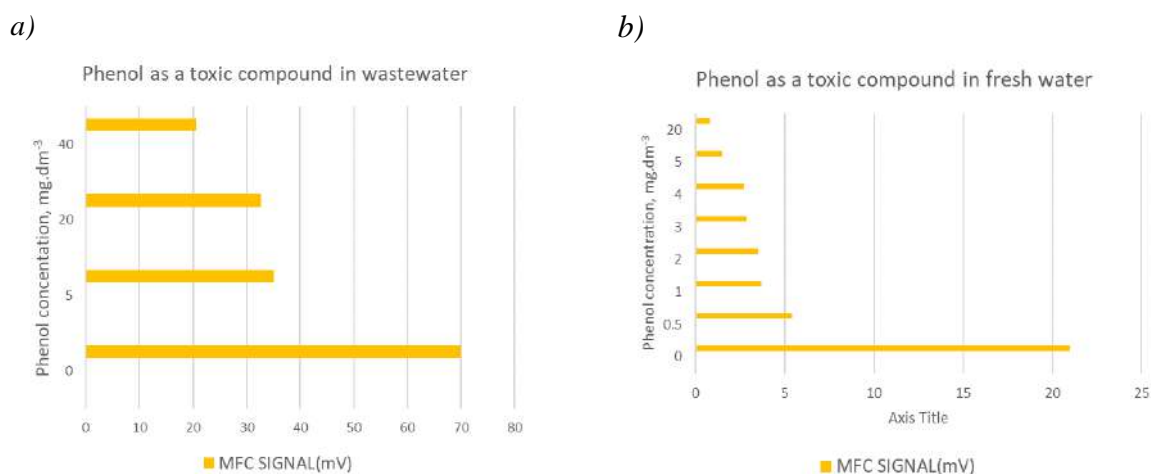 a)
Phenol as a toxic compound in wastewater
Phenol concentation, mg.dm-3
40
20
5
0
0 10 20 30 40 50 60 70 80
MFC SIGNAL(mV)
b)
Phenol as a toxic compound in fresh water
Phenol concentration, mg.dm-3
20
5
4
3
2
1
0.5
0
0 5 10 15 20 25
Axis Title
MFC SIGNAL(mV)